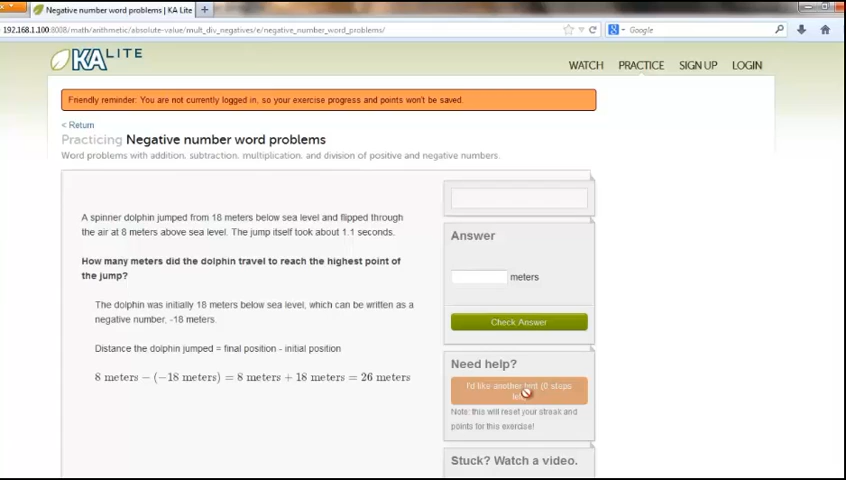 Negative number word problems | KA Lite
192.168.1.100:8008/math/arithmetic/absolute-value/mult_div_negatives/e/negative_number_word_problems/
Google
KA LITE
WATCH PRACTICE SIGN UP LOGIN
Friendly reminder: You are not currently logged in, so your exercise progress and points won't be saved.
< Return
Practicing Negative number word problems
Word problems with addition, subtraction, multiplication, and division of positive and negative numbers.
A spinner dolphin jumped from 18 meters below sea level and flipped through
the air at 8 meters above sea level. The jump itself took about 1.1 seconds.
How many meters did the dolphin travel to reach the highest point of
the jump?
The dolphin was initially 18 meters below sea level, which can be written as a
negative number, -18 meters.
Distance the dolphin jumped = final position - initial position
8 meters − (−18 meters) = 8 meters + 18 meters = 26 meters
Answer
meters
Check Answer
Need help?
I'd like another hint (0 steps
Note: this will reset your streak and
points for this exercise!
Stuck? Watch a video.